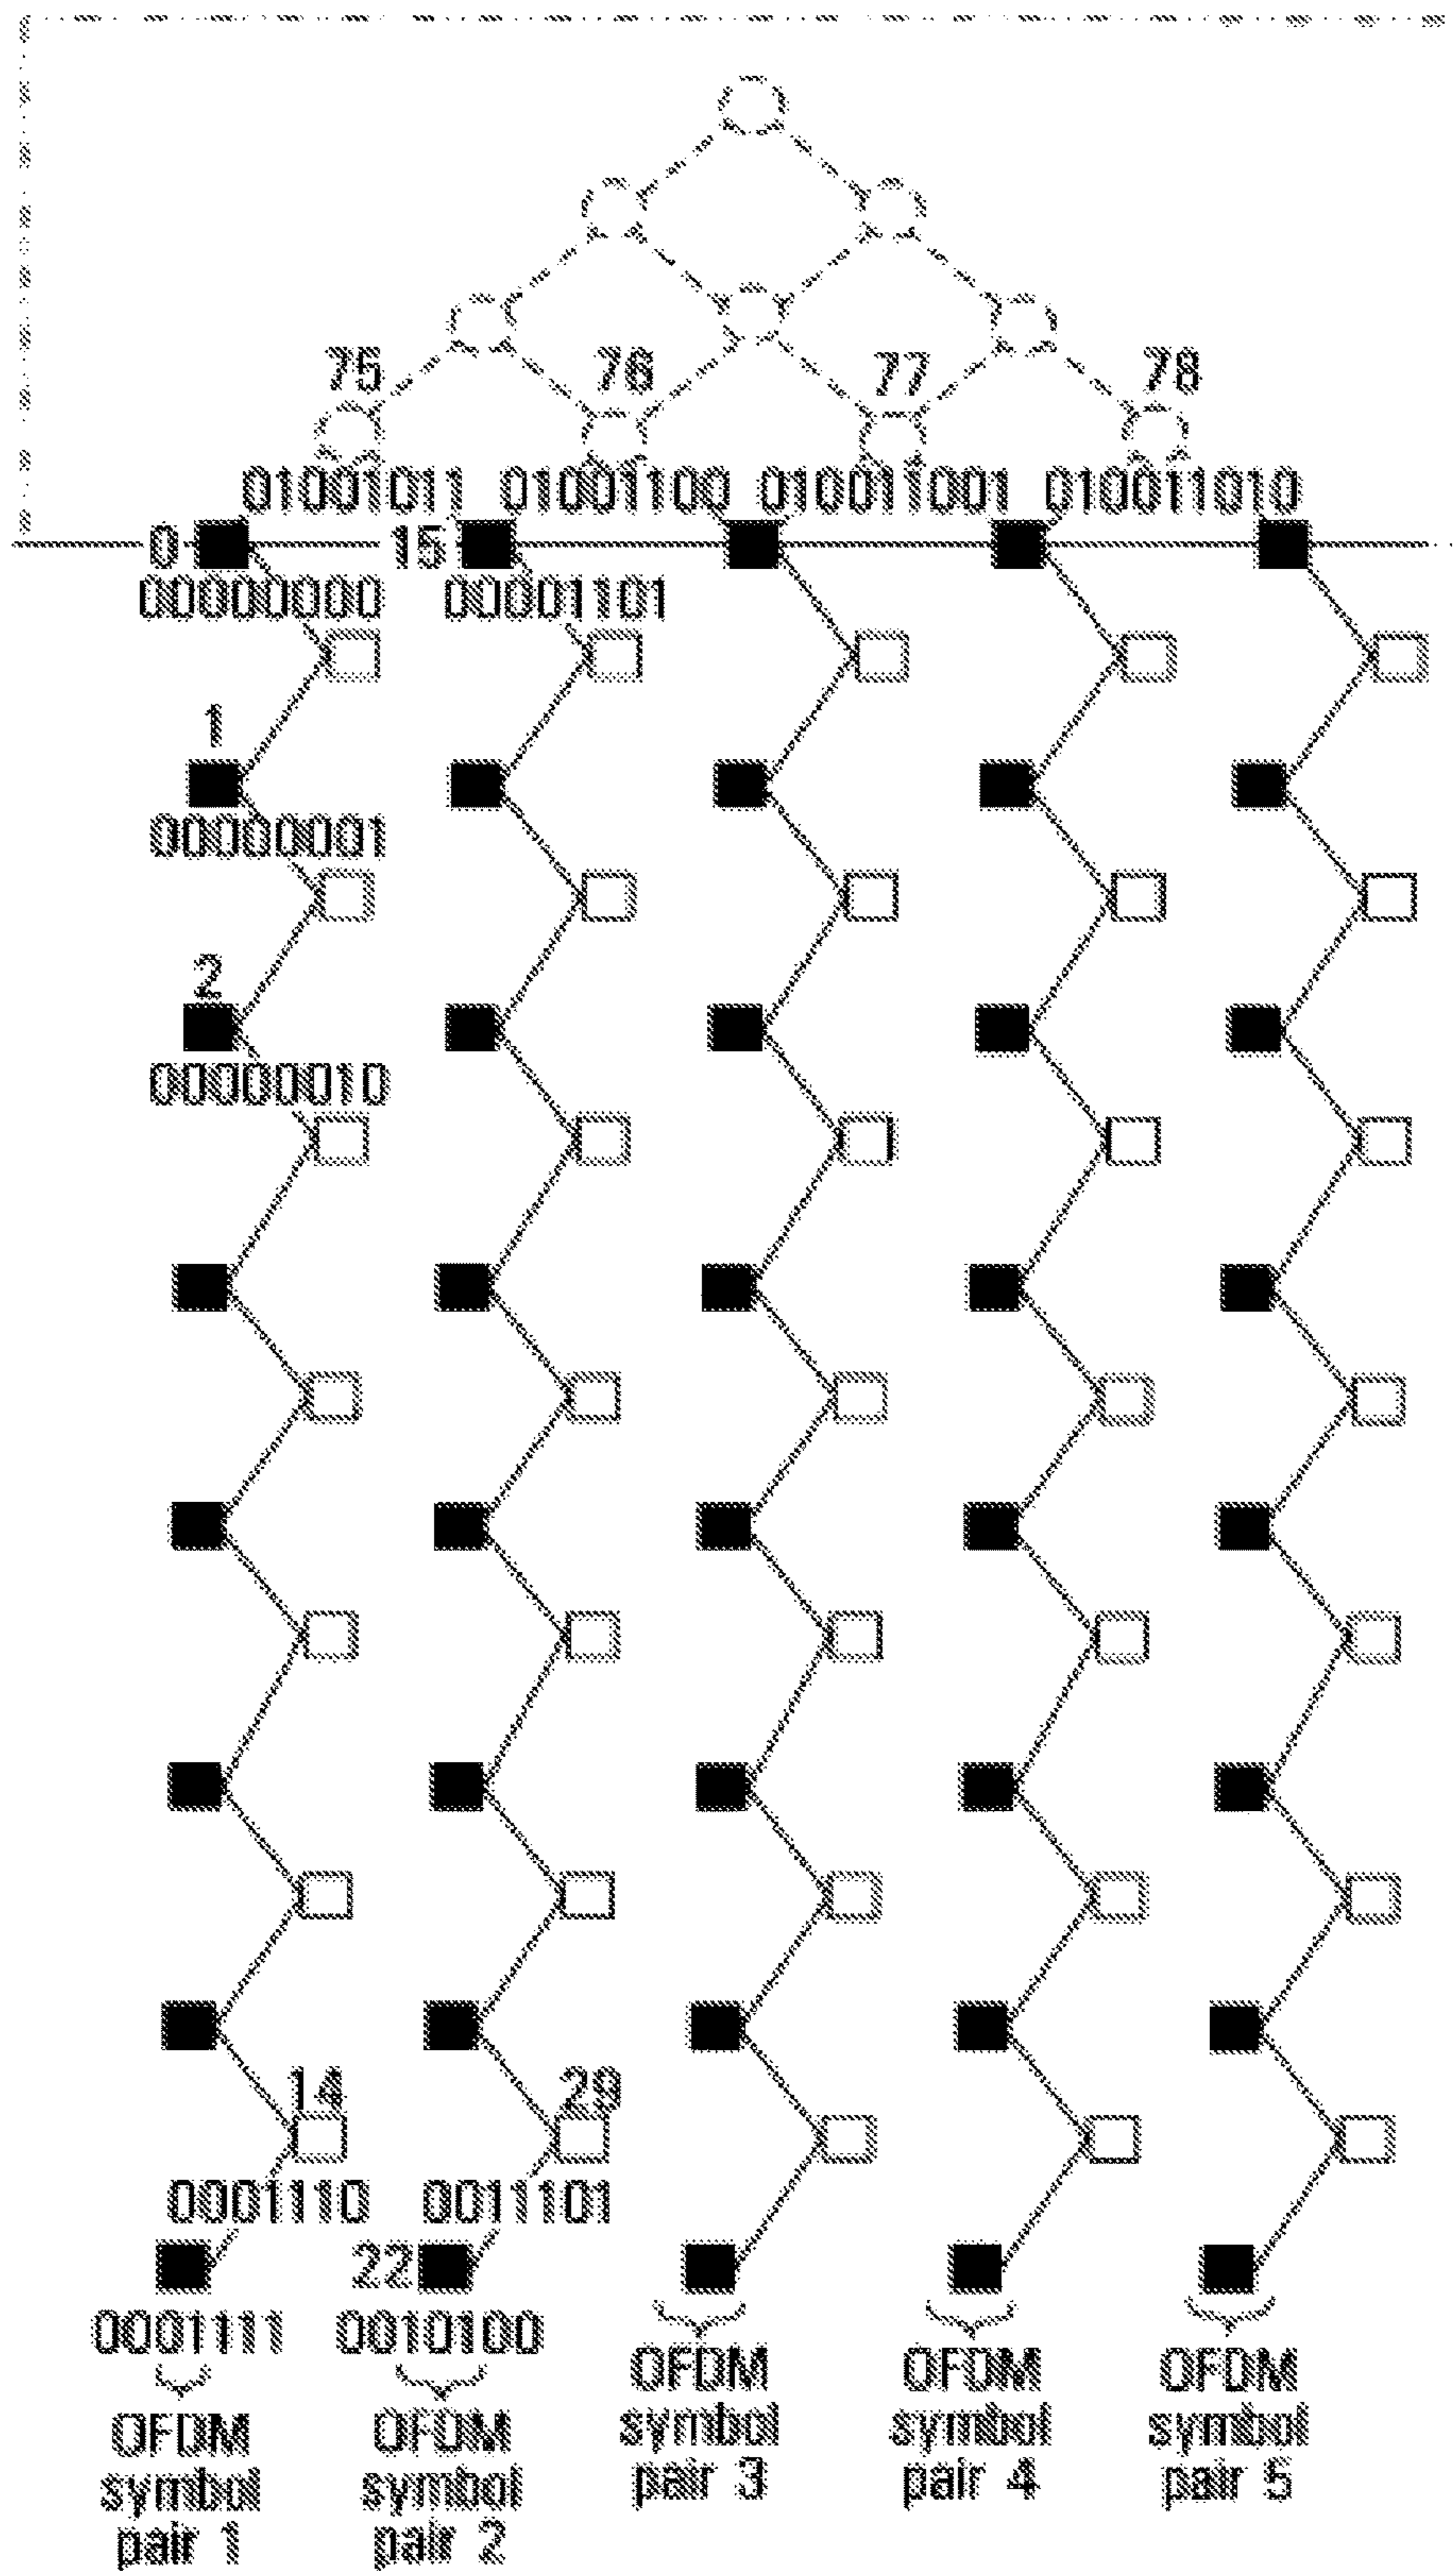 75 76 77 78
01001011 01001100 010011001 010011010
0 15
00000000 00001101
1
00000001
2
00000010
14 29
0001110 0011101
22
0001111 0010100
OFDM symbol pair 1
OFDM symbol pair 2
OFDM symbol pair 3
OFDM symbol pair 4
OFDM symbol pair 5